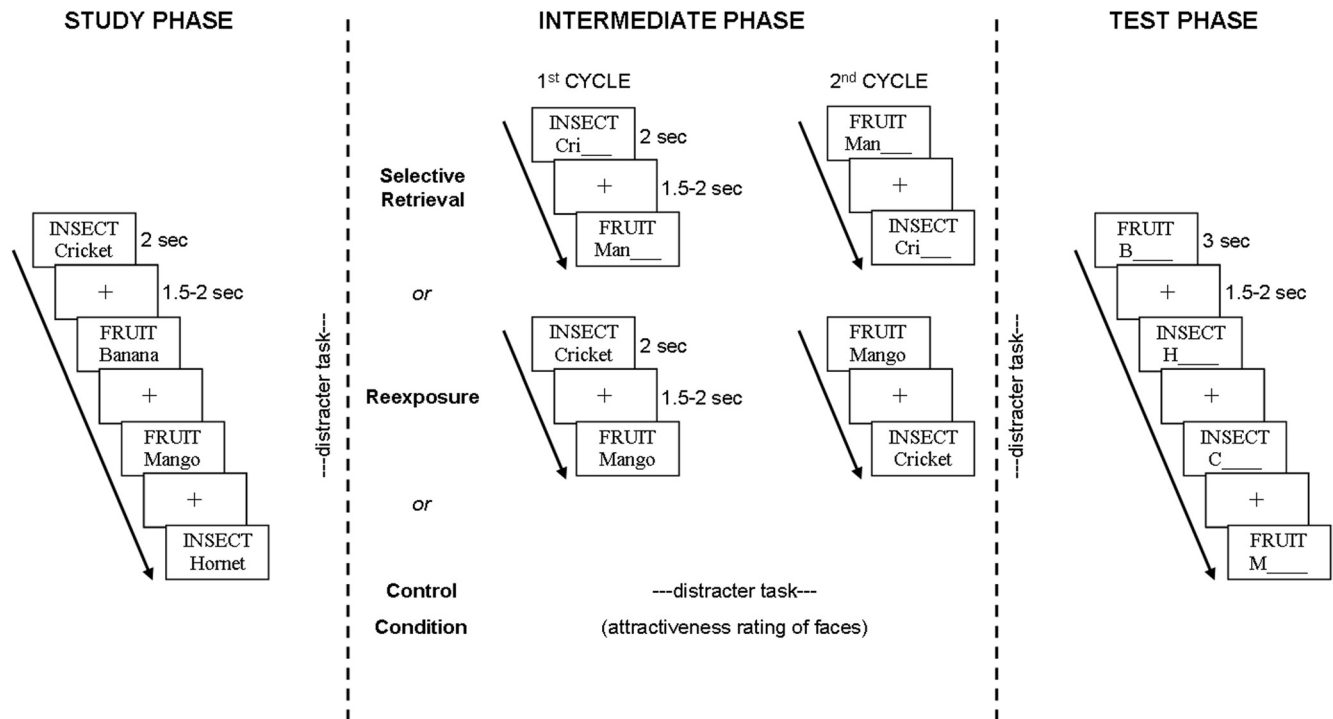 STUDY PHASE
INSECT
Cricket
2 sec
+
1.5-2 sec
FRUIT
Banana
+
FRUIT
Mango
+
INSECT
Hornet
---distracter task---
INTERMEDIATE PHASE
1st CYCLE
2nd CYCLE
Selective
Retrieval
INSECT
Cri___
2 sec
+
1.5-2 sec
FRUIT
Man___
FRUIT
Man___
+
INSECT
Cri___
or
Reexposure
INSECT
Cricket
2 sec
+
1.5-2 sec
FRUIT
Mango
FRUIT
Mango
+
INSECT
Cricket
or
Control
Condition
---distracter task---
(attractiveness rating of faces)
---distracter task---
TEST PHASE
FRUIT
B____
3 sec
+
1.5-2 sec
INSECT
H____
+
INSECT
C____
+
FRUIT
M____